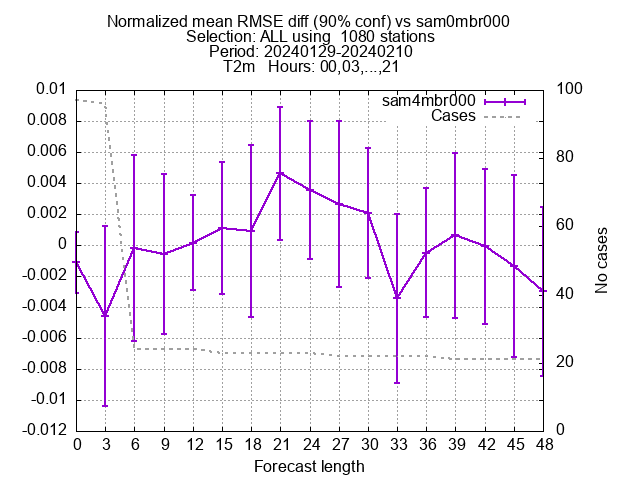 Normalized mean RMSE diff (90% conf) vs sam0mbr000
Selection: ALL using  1080 stations
Period: 20240129-20240210
T2m   Hours: 00,03,...,21
sam4mbr000
Cases
0.01
0.008
0.006
0.004
0.002
0
-0.002
-0.004
-0.006
-0.008
-0.01
-0.012
100
80
60
40
20
0
No cases
0 3 6 9 12 15 18 21 24 27 30 33 36 39 42 45 48
Forecast length